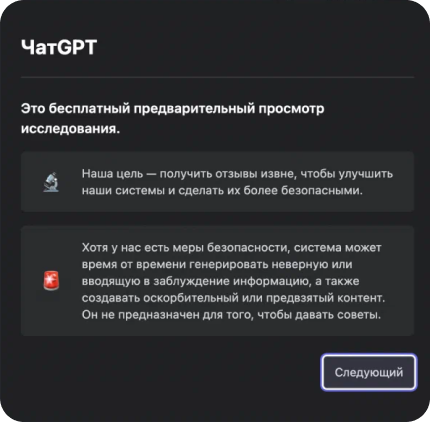 ЧатGPT
Это бесплатный предварительный просмотр
исследования.
Наша цель — получить отзывы извне, чтобы улучшить
наши системы и сделать их более безопасными.
Хотя у нас есть меры безопасности, система может
время от времени генерировать неверную или
вводящую в заблуждение информацию, а также
создавать оскорбительный или предвзятый контент.
Он не предназначен для того, чтобы давать советы.
Следующий